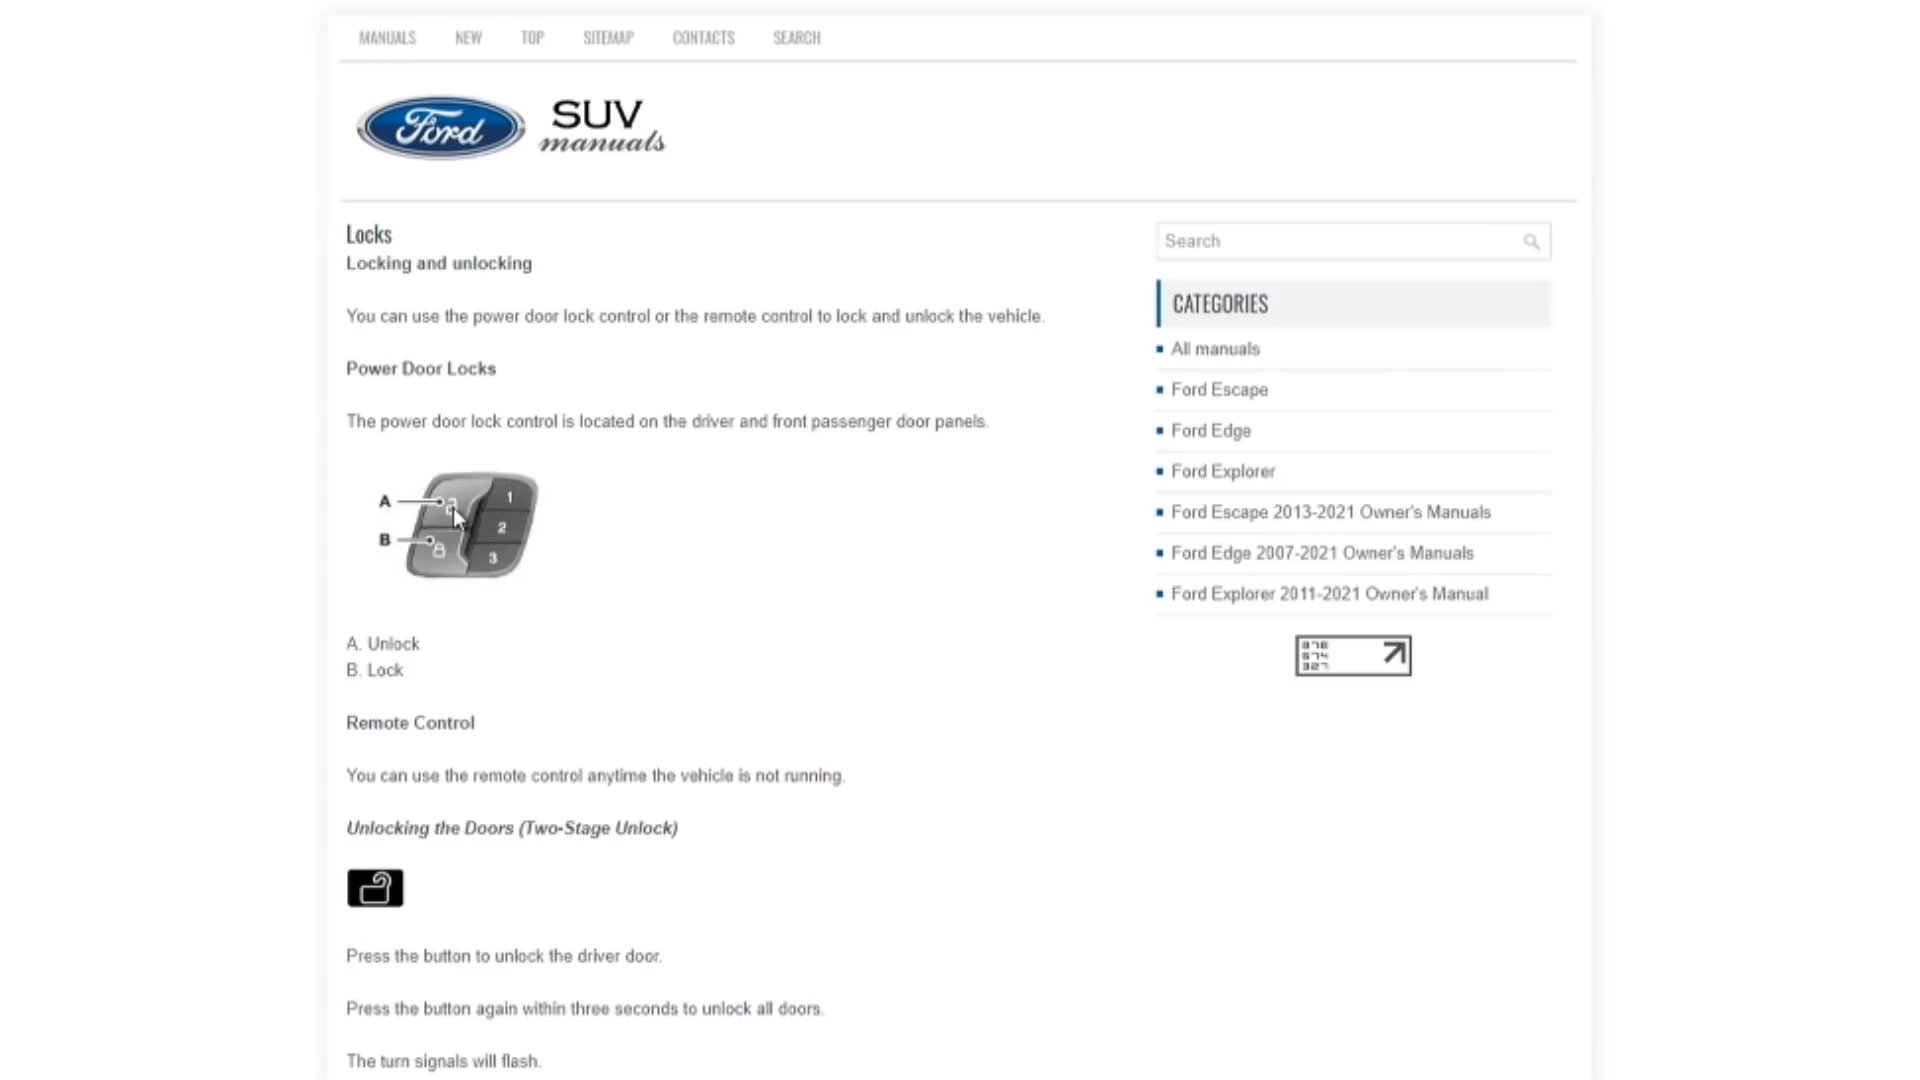 MANUALS NEW TOP SITEMAP CONTACTS SEARCH
Ford SUV
manuals
Locks
Locking and unlocking
You can use the power door lock control or the remote control to lock and unlock the vehicle.
Power Door Locks
The power door lock control is located on the driver and front passenger door panels.
A
B
1
2
3
A. Unlock
B. Lock
Remote Control
You can use the remote control anytime the vehicle is not running.
Unlocking the Doors (Two-Stage Unlock)
Press the button to unlock the driver door.
Press the button again within three seconds to unlock all doors.
The turn signals will flash.
Search
CATEGORIES
All manuals
Ford Escape
Ford Edge
Ford Explorer
Ford Escape 2013-2021 Owner's Manuals
Ford Edge 2007-2021 Owner's Manuals
Ford Explorer 2011-2021 Owner's Manual